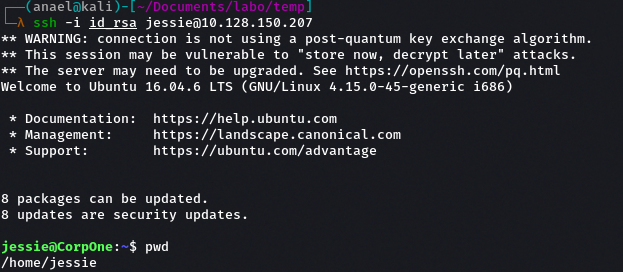 ┌──(anael㉿kali)-[~/Documents/labo/temp]
└─λ ssh -i id_rsa jessie@10.128.150.207
** WARNING: connection is not using a post-quantum key exchange algorithm.
** This session may be vulnerable to "store now, decrypt later" attacks.
** The server may need to be upgraded. See https://openssh.com/pq.html
Welcome to Ubuntu 16.04.6 LTS (GNU/Linux 4.15.0-45-generic i686)
* Documentation:  https://help.ubuntu.com
* Management:     https://landscape.canonical.com
* Support:        https://ubuntu.com/advantage
8 packages can be updated.
8 updates are security updates.
jessie@CorpOne:~$ pwd
/home/jessie